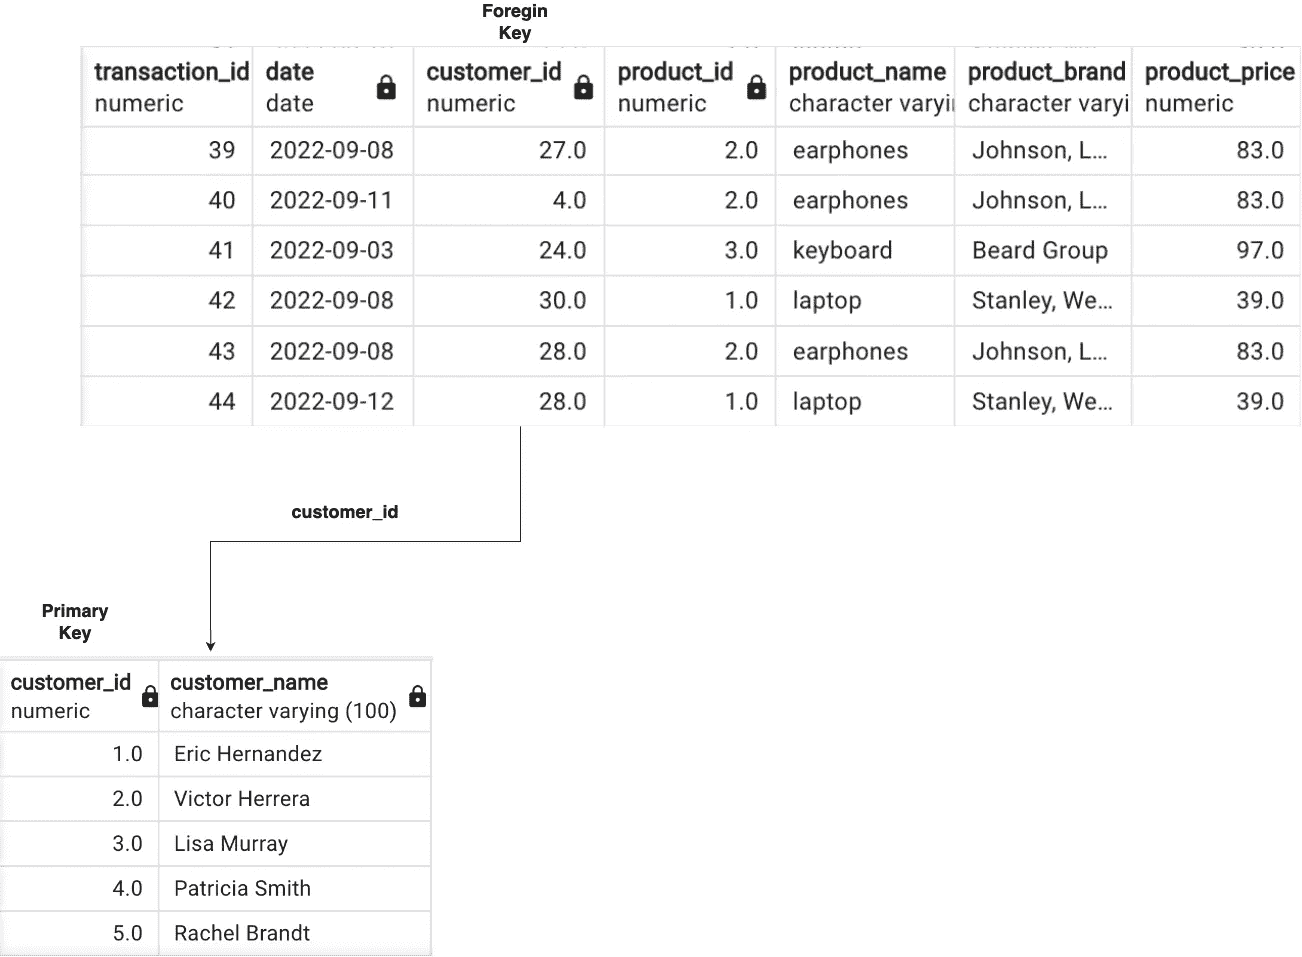 Foregin
Key
transaction_id date customer_id product_id product_name product_brand product_price
numeric date numeric numeric character varyi character varyi numeric
39 2022-09-08 27.0 2.0 earphones Johnson, L... 83.0
40 2022-09-11 4.0 2.0 earphones Johnson, L... 83.0
41 2022-09-03 24.0 3.0 keyboard Beard Group 97.0
42 2022-09-08 30.0 1.0 laptop Stanley, We... 39.0
43 2022-09-08 28.0 2.0 earphones Johnson, L... 83.0
44 2022-09-12 28.0 1.0 laptop Stanley, We... 39.0
customer_id
Primary
Key
customer_id customer_name
numeric character varying (100)
1.0 Eric Hernandez
2.0 Victor Herrera
3.0 Lisa Murray
4.0 Patricia Smith
5.0 Rachel Brandt